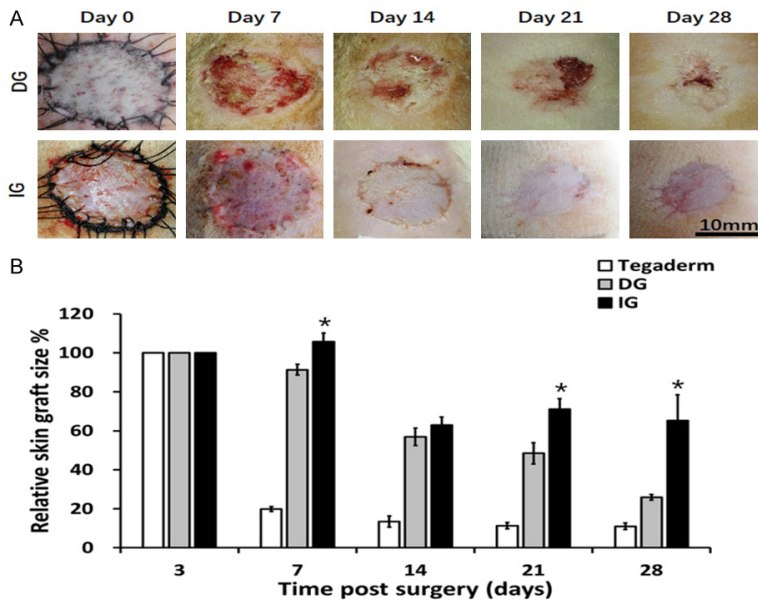 A
Day 0 Day 7 Day 14 Day 21 Day 28
DG
IG
10mm
B
Tegaderm
DG
IG
Relative skin graft size %
120
100
80
60
40
20
0
* * *
3 7 14 21 28
Time post surgery (days)